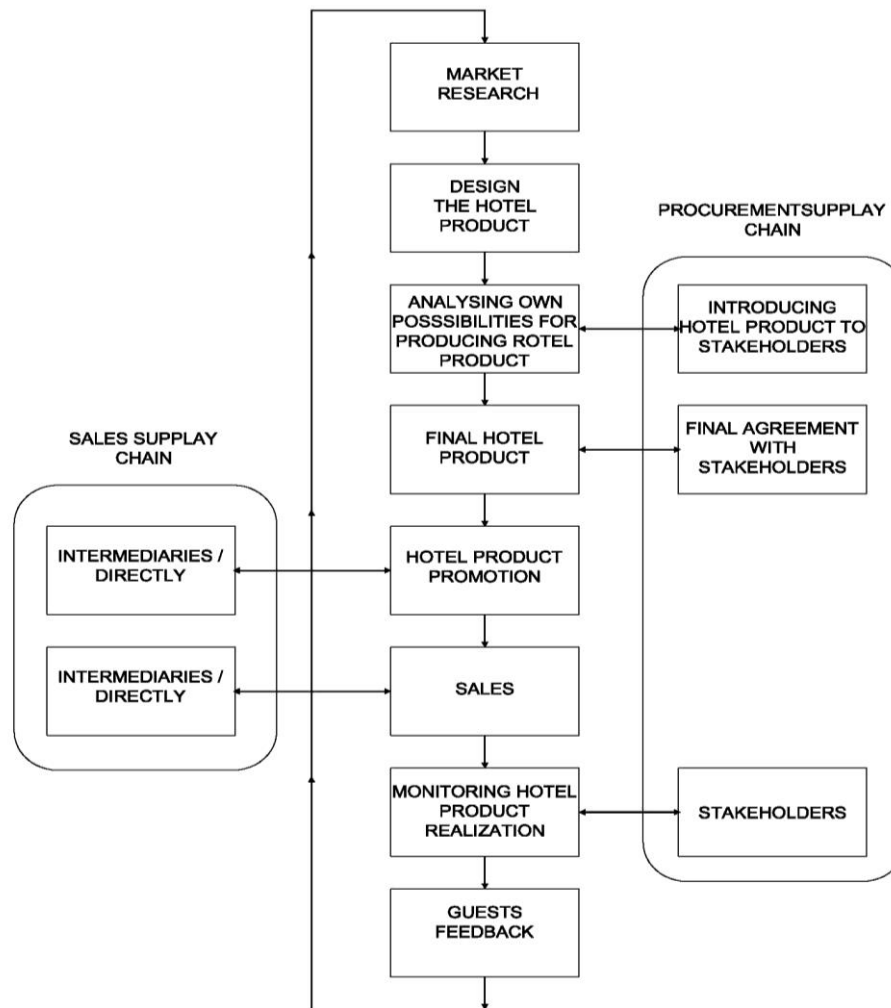 MARKET
RESEARCH
DESIGN
THE HOTEL
PRODUCT
PROCUREMENTSUPPLAY
CHAIN
ANALYSING OWN
POSSSIBILITIES FOR
PRODUCING ROTEL
PRODUCT
INTRODUCING
HOTEL PRODUCT TO
STAKEHOLDERS
SALES SUPPLAY
CHAIN
FINAL HOTEL
PRODUCT
FINAL AGREEMENT
WITH
STAKEHOLDERS
INTERMEDIARIES /
DIRECTLY
HOTEL PRODUCT
PROMOTION
INTERMEDIARIES /
DIRECTLY
SALES
MONITORING HOTEL
PRODUCT
REALIZATION
STAKEHOLDERS
GUESTS
FEEDBACK